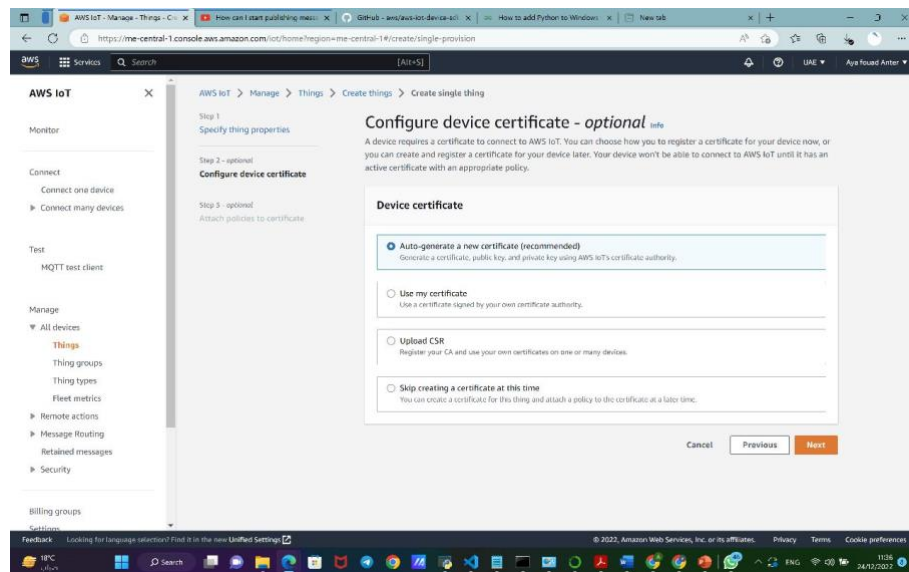 AWS IoT - Manage - Things - Cr
How can I start publishing mess
GitHub - aws/aws-iot-device-sd
How to add Python to Windows
New tab
https://me-central-1.console.aws.amazon.com/iot/home?region=me-central-1#/create/single-provision
aws
Services
Search
[Alt+S]
UAE
Aya fouad Anter
AWS IoT
Monitor
Connect
Connect one device
Connect many devices
Test
MQTT test client
Manage
All devices
Things
Thing groups
Thing types
Fleet metrics
Remote actions
Message Routing
Retained messages
Security
Billing groups
Settings
AWS IoT > Manage > Things > Create things > Create single thing
Step 1
Specify thing properties
Step 2 - optional
Configure device certificate
Step 3 - optional
Attach policies to certificate
Configure device certificate - optional Info
A device requires a certificate to connect to AWS IoT. You can choose how you to register a certificate for your device now, or
you can create and register a certificate for your device later. Your device won't be able to connect to AWS IoT until it has an
active certificate with an appropriate policy.
Device certificate
Auto-generate a new certificate (recommended)
Generate a certificate, public key, and private key using AWS IoT's certificate authority.
Use my certificate
Use a certificate signed by your own certificate authority.
Upload CSR
Register your CA and use your own certificates on one or many devices.
Skip creating a certificate at this time
You can create a certificate for this thing and attach a policy to the certificate at a later time.
Cancel
Previous
Next
Feedback
Looking for language selection? Find it in the new Unified Settings
© 2022, Amazon Web Services, Inc. or its affiliates.
Privacy
Terms
Cookie preferences
18°C
Search
ENG
11:36
24/12/2022